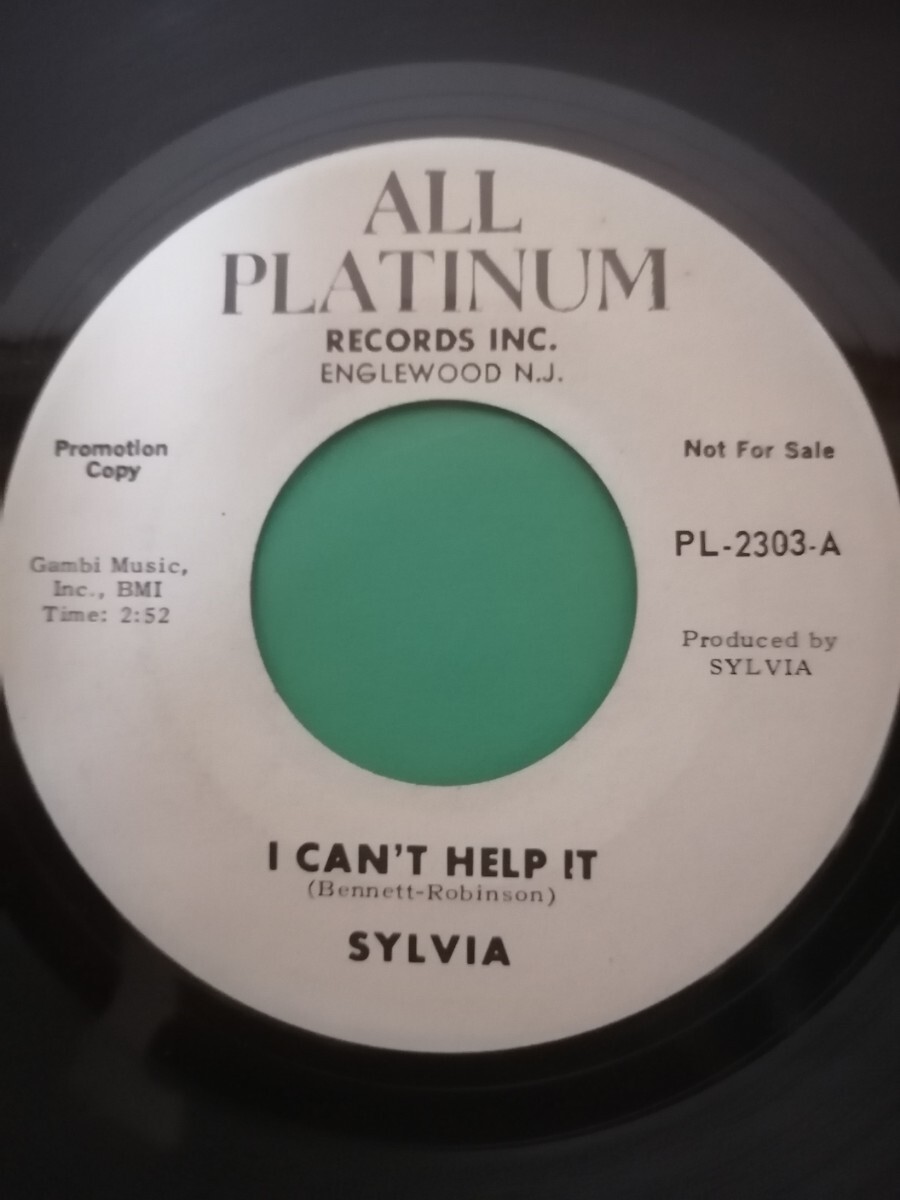 ALL
PLATINUM
RECORDS INC.
ENGLEWOOD N.J.
Promotion
Copy
Not For Sale
PL-2303-A
Gambi Music,
Inc., BMI
Time: 2:52
Produced by
SYLVIA
I CAN'T HELP IT
(Bennett-Robinson)
SYLVIA